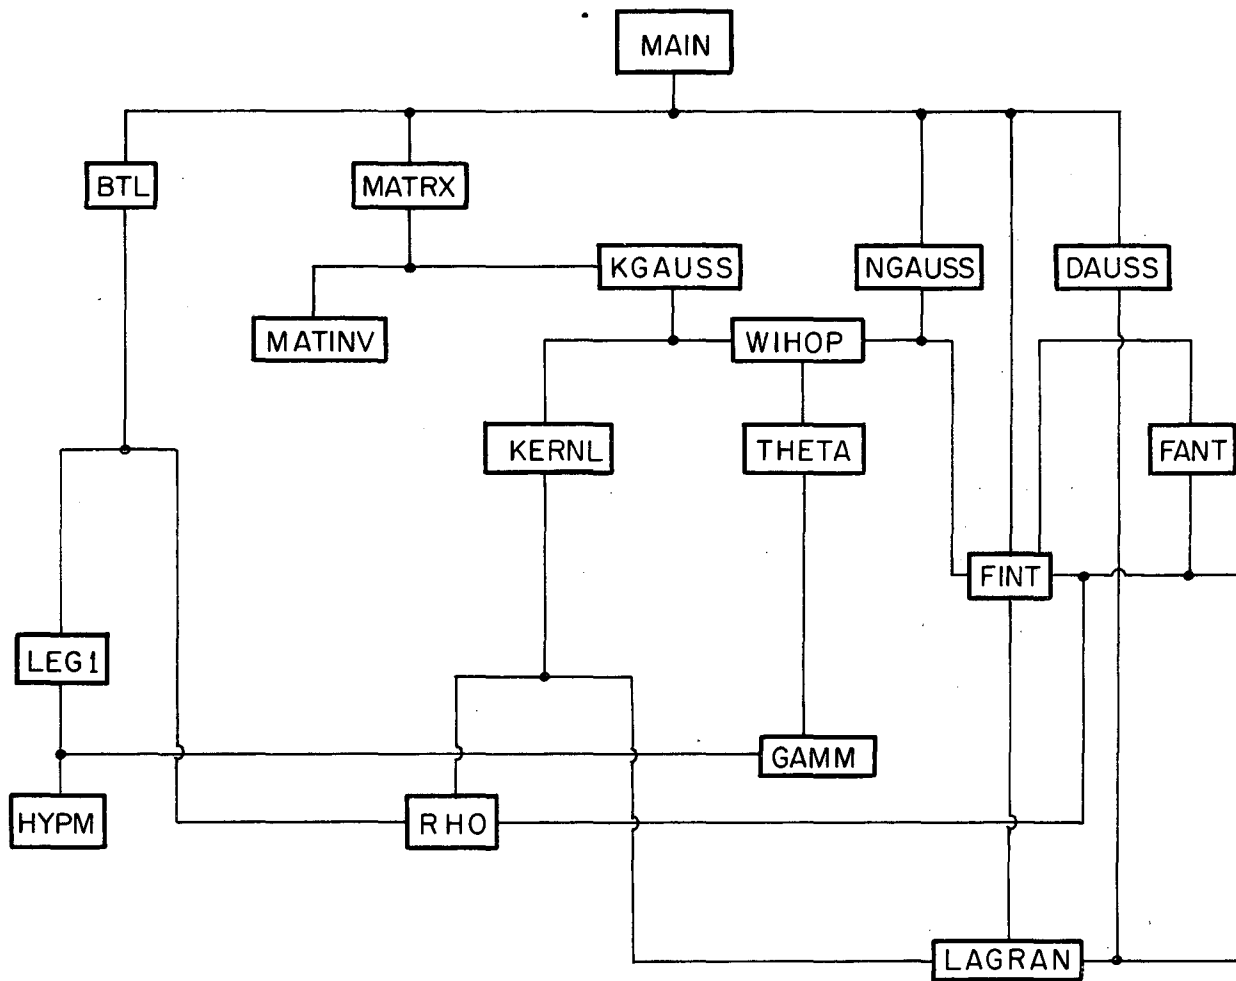 MAIN
BTL
MATRX
KGAUSS
NGAUSS
DAUSS
MATINV
WIHOP
KERNL
THETA
FANT
FINT
LEG1
GAMM
HYPM
RHO
LAGRAN